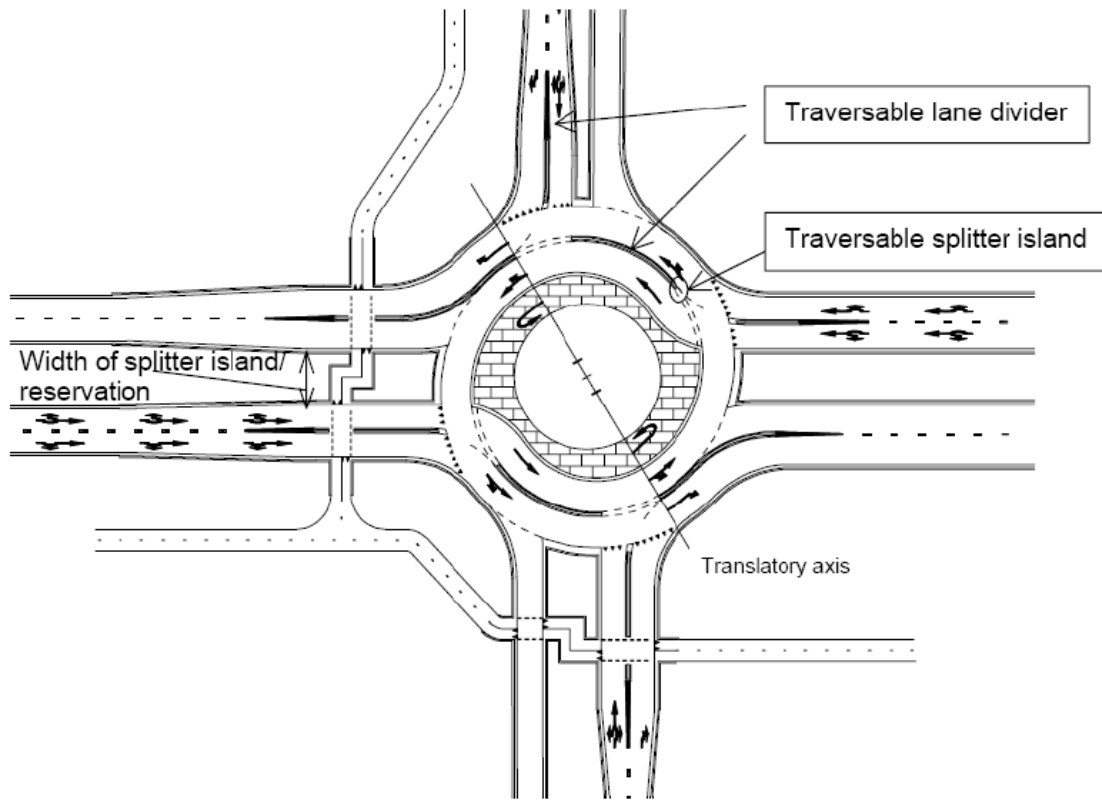 Traversable lane divider
Traversable splitter island
Width of splitter island/
reservation
Translatory axis